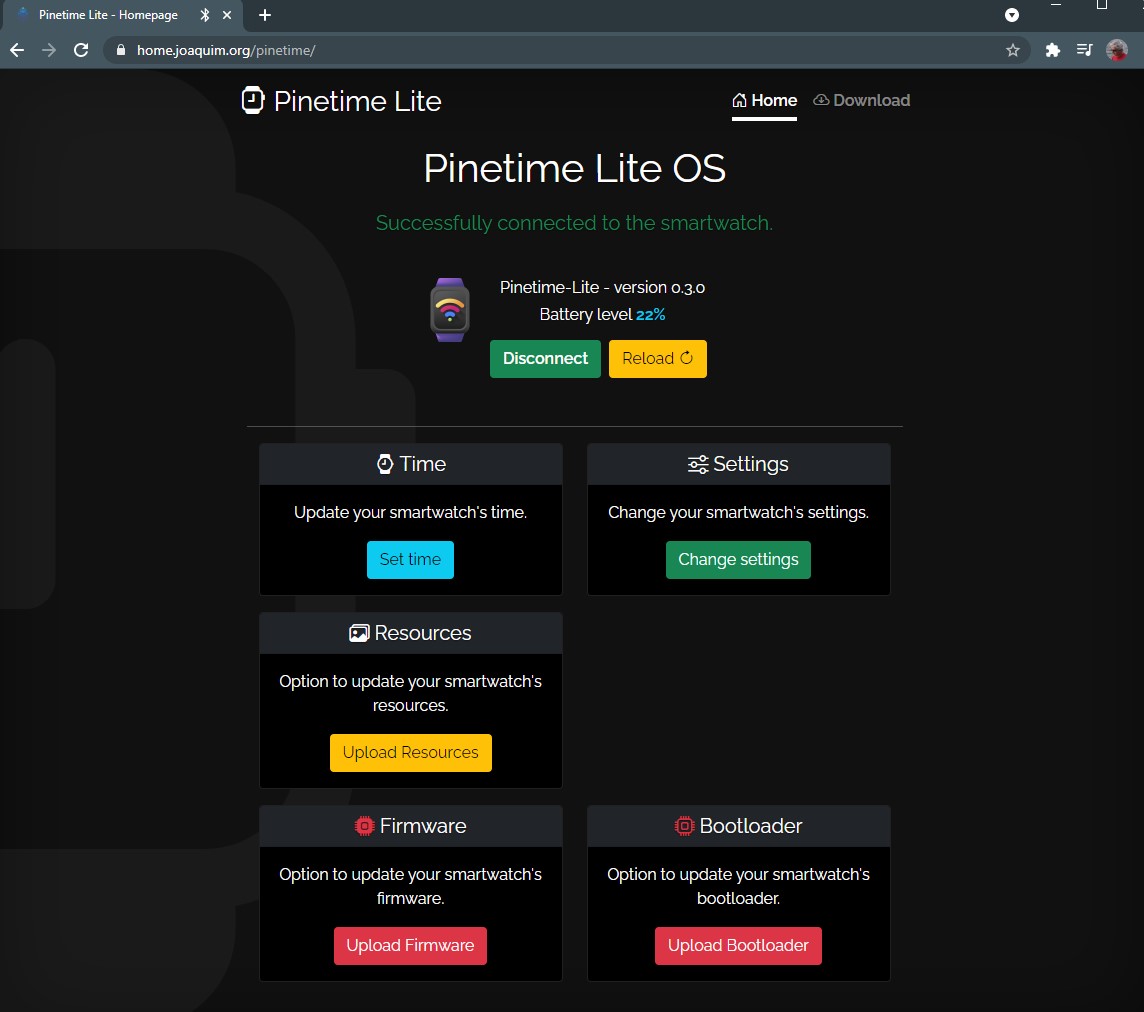 Pinetime Lite - Homepage
home.joaquim.org/pinetime/
Pinetime Lite
Home
Download
Pinetime Lite OS
Successfully connected to the smartwatch.
Pinetime-Lite - version 0.3.0
Battery level 22%
Disconnect
Reload
Time
Update your smartwatch's time.
Set time
Settings
Change your smartwatch's settings.
Change settings
Resources
Option to update your smartwatch's
resources.
Upload Resources
Firmware
Option to update your smartwatch's
firmware.
Upload Firmware
Bootloader
Option to update your smartwatch's
bootloader.
Upload Bootloader